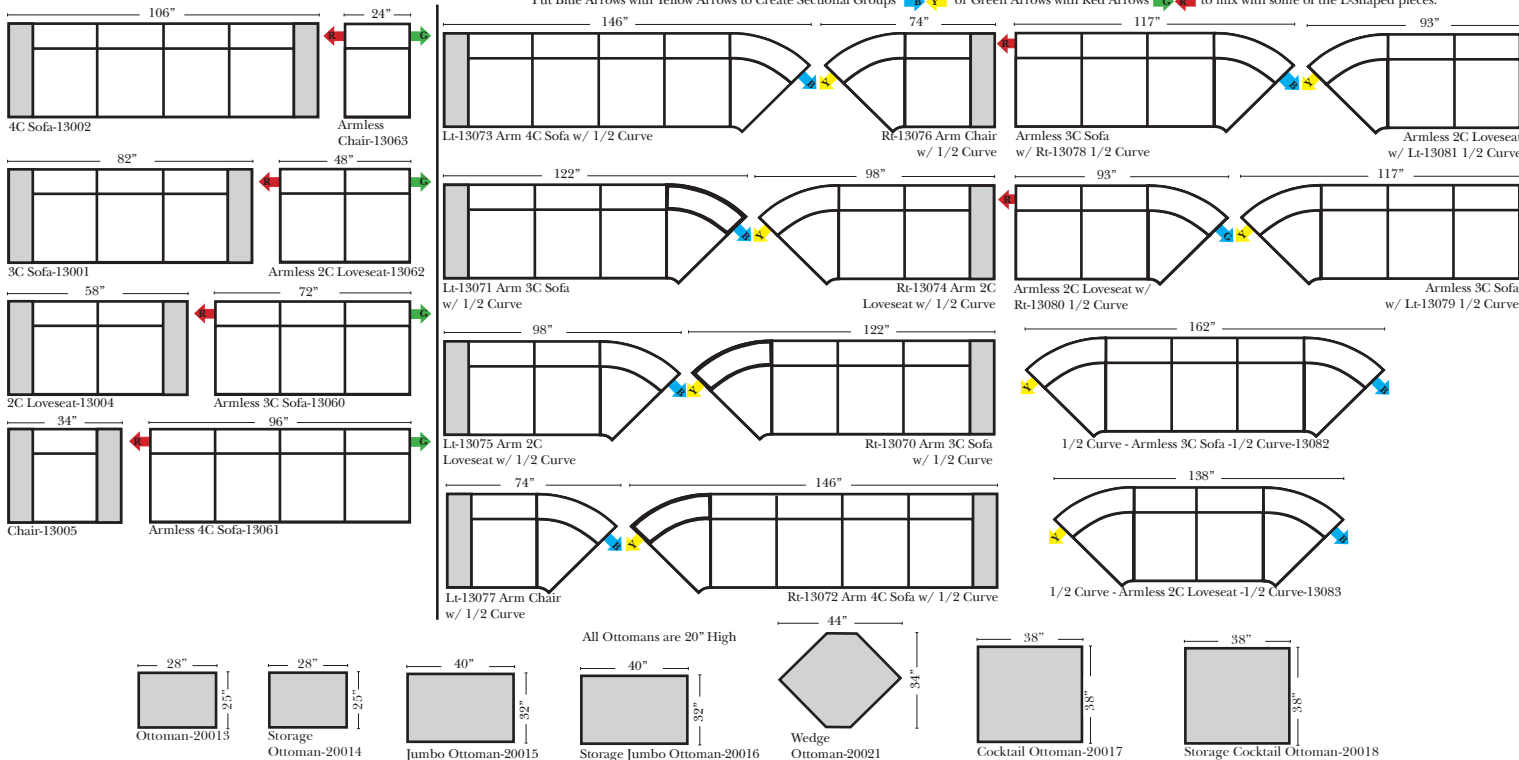 Put Blue Arrows with Yellow Arrows to Create Sectional Groups B Y or Green Arrows with Red Arrows G R to mix with some of the L-Shaped pieces.
106”
24”
R
G
4C Sofa-13002
Armless
Chair-13063
82”
48”
R
G
3C Sofa-13001
Armless 2C Loveseat-13062
58”
72”
R
G
2C Loveseat-13004
Armless 3C Sofa-13060
34”
96”
R
G
Chair-13005
Armless 4C Sofa-13061
146”
74”
B
Y
Lt-13073 Arm 4C Sofa w/ 1/2 Curve
Rt-13076 Arm Chair
w/ 1/2 Curve
117”
93”
R
B
Y
Armless 3C Sofa
w/ Rt-13078 1/2 Curve
Armless 2C Loveseat
w/ Lt-13081 1/2 Curve
122”
98”
B
Y
Lt-13071 Arm 3C Sofa
w/ 1/2 Curve
Rt-13074 Arm 2C
Loveseat w/ 1/2 Curve
93”
117”
R
G
Y
Armless 2C Loveseat w/
Rt-13080 1/2 Curve
Armless 3C Sofa
w/ Lt-13079 1/2 Curve
98”
122”
B
Y
Lt-13075 Arm 2C
Loveseat w/ 1/2 Curve
Rt-13070 Arm 3C Sofa
w/ 1/2 Curve
162”
Y
B
1/2 Curve - Armless 3C Sofa -1/2 Curve-13082
74”
146”
B
Y
Lt-13077 Arm Chair
w/ 1/2 Curve
Rt-13072 Arm 4C Sofa w/ 1/2 Curve
138”
Y
B
1/2 Curve - Armless 2C Loveseat -1/2 Curve-13083
All Ottomans are 20” High
28”
25”
Ottoman-20013
28”
25”
Storage
Ottoman-20014
40”
32”
Jumbo Ottoman-20015
40”
32”
Storage Jumbo Ottoman-20016
44”
34”
Wedge
Ottoman-20021
38”
38”
Cocktail Ottoman-20017
38”
38”
Storage Cocktail Ottoman-20018